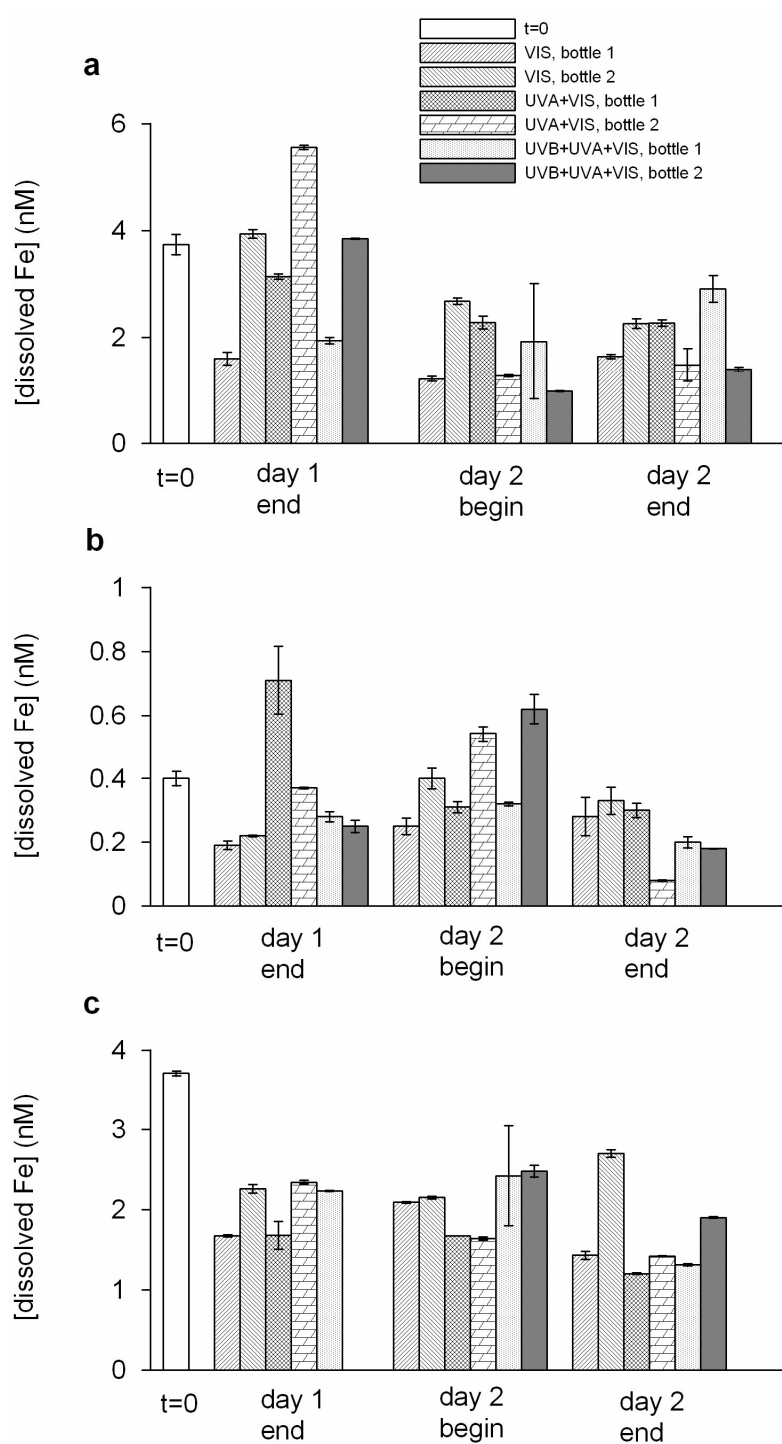 t=0
VIS, bottle 1
VIS, bottle 2
UVA+VIS, bottle 1
UVA+VIS, bottle 2
UVB+UVA+VIS, bottle 1
UVB+UVA+VIS, bottle 2
a
[dissolved Fe] (nM)
6
4
2
0
t=0
day 1
end
day 2
begin
day 2
end
b
[dissolved Fe] (nM)
1
0.8
0.6
0.4
0.2
0
t=0
day 1
end
day 2
begin
day 2
end
c
[dissolved Fe] (nM)
4
3
2
1
0
t=0
day 1
end
day 2
begin
day 2
end